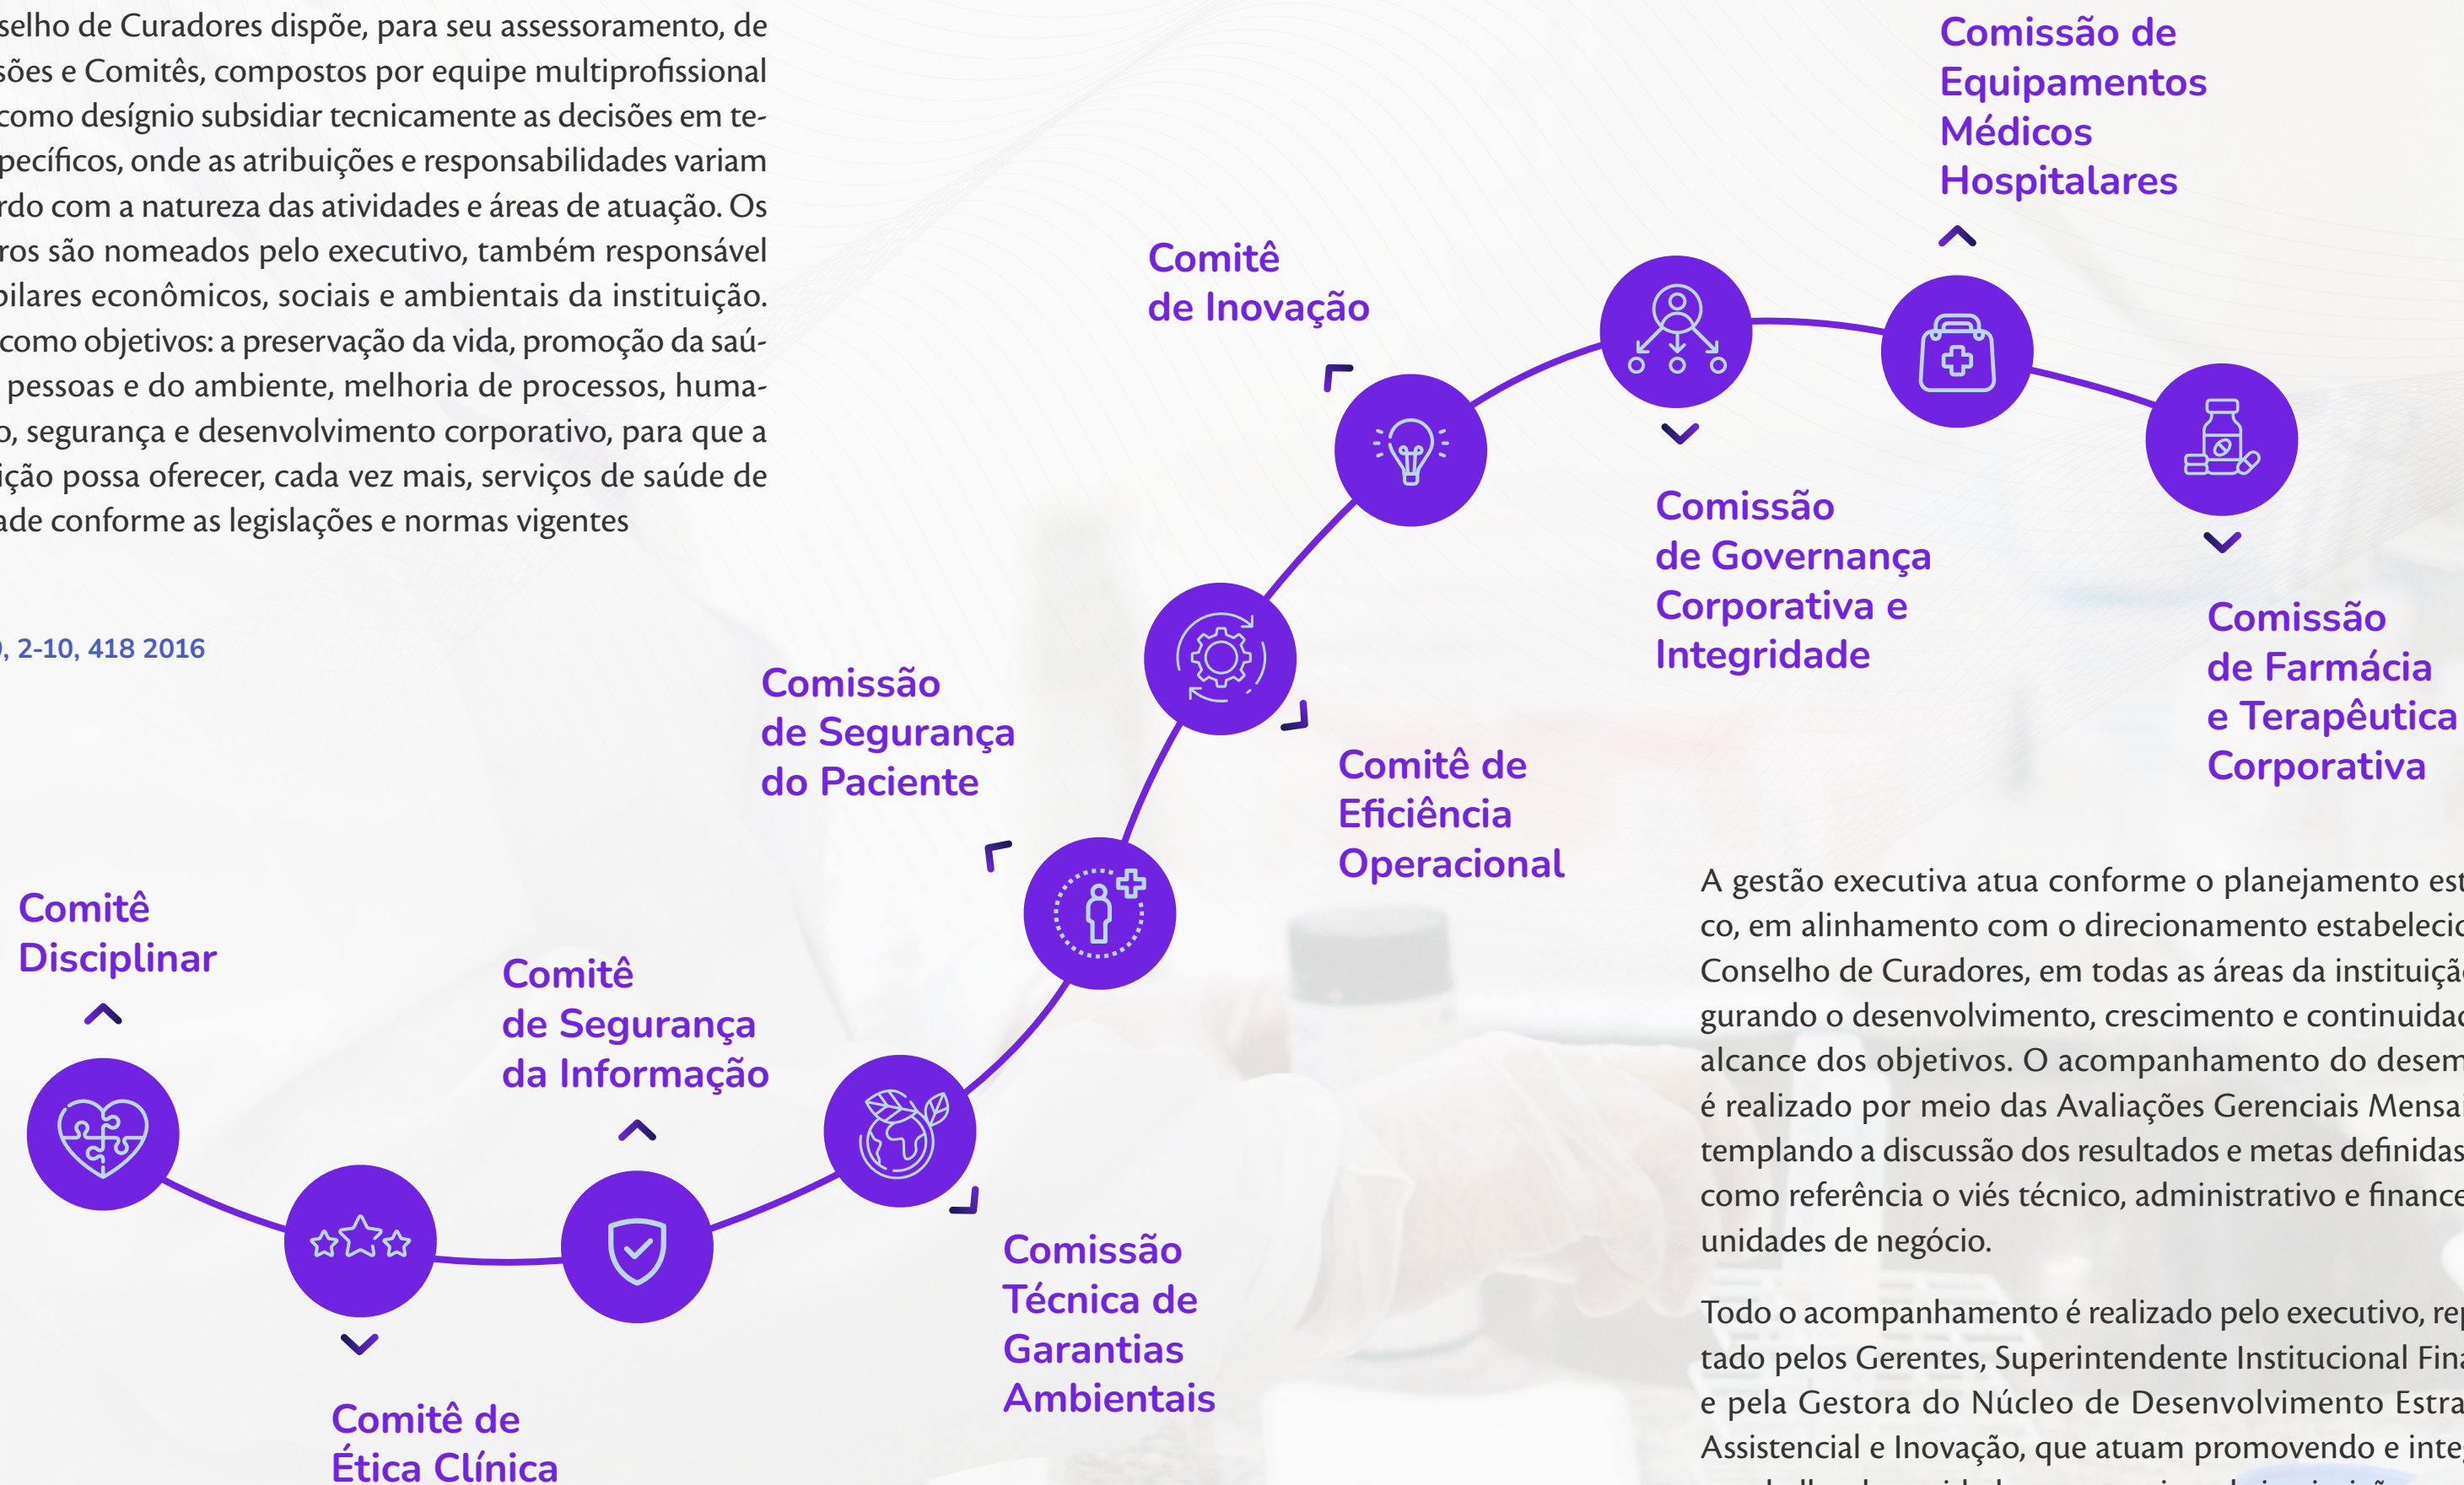 selho de Curadores dispõe, para seu assessoramento, de
sões e Comitês, compostos por equipe multiprofissional
como desígnio subsidiar tecnicamente as decisões em te-
pecíficos, onde as atribuições e responsabilidades variam
rdo com a natureza das atividades e áreas de atuação. Os
ros são nomeados pelo executivo, também responsável
pilares econômicos, sociais e ambientais da instituição.
como objetivos: a preservação da vida, promoção da saú-
pessoas e do ambiente, melhoria de processos, huma-
o, segurança e desenvolvimento corporativo, para que a
ição possa oferecer, cada vez mais, serviços de saúde de
ade conforme as legislações e normas vigentes
, 2-10, 418 2016
Comitê
Disciplinar
Comitê de
Ética Clínica
Comitê
de Segurança
da Informação
Comissão
Técnica de
Garantias
Ambientais
Comissão
de Segurança
do Paciente
Comitê de
Eficiência
Operacional
Comitê
de Inovação
Comissão
de Governança
Corporativa e
Integridade
Comissão de
Equipamentos
Médicos
Hospitalares
Comissão
de Farmácia
e Terapêutica
Corporativa
A gestão executiva atua conforme o planejamento est
co, em alinhamento com o direcionamento estabelecid
Conselho de Curadores, em todas as áreas da instituiçã
gurando o desenvolvimento, crescimento e continuidad
alcance dos objetivos. O acompanhamento do desem
é realizado por meio das Avaliações Gerenciais Mensai
templando a discussão dos resultados e metas definidas
como referência o viés técnico, administrativo e finance
unidades de negócio.
Todo o acompanhamento é realizado pelo executivo, rep
tado pelos Gerentes, Superintendente Institucional Fina
e pela Gestora do Núcleo de Desenvolvimento Estra
Assistencial e Inovação, que atuam promovendo e inte